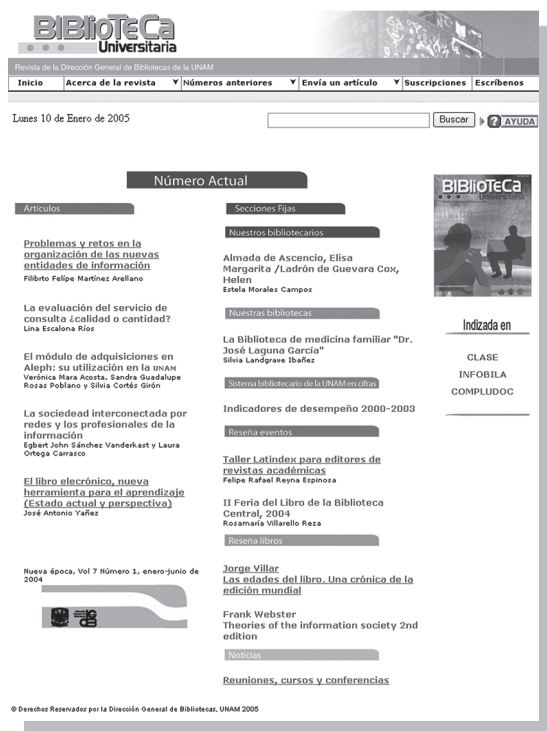 BIBlioTeCa
Universitaria
Revista de la Dirección General de Bibliotecas de la UNAM
Inicio Acerca de la revista Números anteriores Envía un artículo Suscripciones Escríbenos
Lunes 10 de Enero de 2005
Buscar
? AYUDA
Número Actual
Artículos
Problemas y retos en la
organización de las nuevas
entidades de información
Filibrto Felípe Martínez Arellano
La evaluación del servicio de
consulta ¿calidad o cantidad?
Lina Escalona Ríos
El módulo de adquisiciones en
Aleph: su utilización en la UNAM
Verónica Mara Acosta, Sandra Guadalupe
Rosas Poblano y Silvia Cortés Girón
La sociedad interconectada por
redes y los profesionales de la
información
Egbert John Sánchez Vanderkast y Laura
Ortega Carrasco
El libro elecrónico, nueva
herramienta para el aprendizaje
(Estado actual y perspectiva)
José Antonio Yañez
Nueva época, Vol 7 Número 1, enero-junio de
2004
Secciones Fijas
Nuestros bibliotecarios
Almada de Ascencio, Elisa
Margarita /Ladrón de Guevara Cox,
Helen
Estela Morales Campos
Nuestras bibliotecas
La Biblioteca de medicina familiar "Dr.
José Laguna García"
Silvia Landgrave Ibañez
Sistema bibliotecario de la UNAM en cifras
Indicadores de desempeño 2000-2003
Reseña eventos
Taller Latindex para editores de
revistas académicas
Felipe Rafael Reyna Espinosa
II Feria del Libro de la Biblioteca
Central, 2004
Rosamaría Villarello Reza
Reseña libros
Jorge Villar
Las edades del libro. Una crónica de la
edición mundial
Frank Webster
Theories of the information society 2nd
edition
Noticias
Reuniones, cursos y conferencias
BIBlioTeCa
Universitaria
Indizada en
CLASE
INFOBILA
COMPLUDOC
© Derechos Reservados por la Dirección General de Bibliotecas, UNAM 2005